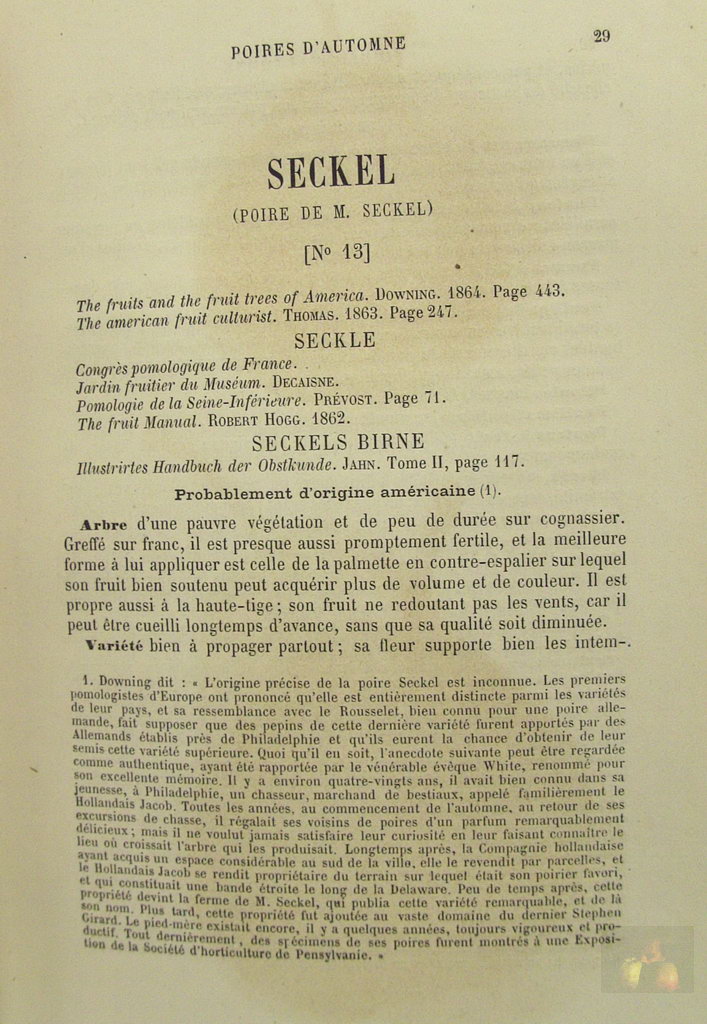 POIRES D'AUTOMNE
29
SECKEL
(POIRE DE M. SECKEL)
[No 13]
The fruits and the fruit trees of America. DOWNING. 1864. Page 443.
The american fruit culturist. THOMAS. 1863. Page 247.
SECKLE
Congrès pomologique de France.
Jardin fruitier du Muséum. DECAISNE.
Pomologie de la Seine-Inférieure. PRÉVOST. Page 71.
The fruit Manual. ROBERT HOGG. 1862.
SECKELS BIRNE
Illustrirtes Handbuch der Obstkunde. JAHN. Tome II, page 117.
Probablement d'origine américaine (1).
Arbre d'une pauvre végétation et de peu de durée sur cognassier.
Greffé sur franc, il est presque aussi promptement fertile, et la meilleure
forme à lui appliquer est celle de la palmette en contre-espalier sur lequel
son fruit bien soutenu peut acquérir plus de volume et de couleur. Il est
propre aussi à la haute-tige ; son fruit ne redoutant pas les vents, car il
peut être cueilli longtemps d'avance, sans que sa qualité soit diminuée.
Variété bien à propager partout ; sa fleur supporte bien les intem-
1. Downing dit : « L'origine précise de la poire Seckel est inconnue. Les premiers
pomologistes d'Europe ont prononcé qu'elle est entièrement distincte parmi les variétés
de leur pays, et sa ressemblance avec le Rousselet, bien connu pour une poire alle-
mande, fait supposer que des pepins de cette dernière variété furent apportés par des
Allemands établis près de Philadelphie et qu'ils eurent la chance d'obtenir de leur
semis cette variété supérieure. Quoi qu'il en soit, l'anecdote suivante peut être regardée
comme authentique, ayant été rapportée par le vénérable évêque White, renommé pour
son excellente mémoire. Il y a environ quatre-vingts ans, il avait bien connu dans sa
jeunesse, à Philadelphie, un chasseur, marchand de bestiaux, appelé familièrement le
Hollandais Jacob. Toutes les années, au commencement de l'automne, au retour de ses
excursions de chasse, il régalait ses voisins de poires d'un parfum remarquablement
délicieux ; mais il ne voulut jamais satisfaire leur curiosité en leur faisant connaître le
lieu où croissait l'arbre qui les produisait. Longtemps après, la Compagnie hollandaise
ayant acquis un espace considérable au sud de la ville, elle le revendit par parcelles, et
le Hollandais Jacob se rendit propriétaire du terrain sur lequel était son poirier favori,
et qui constituait une bande étroite le long de la Delaware. Peu de temps après, cette
propriété devint la ferme de M. Seckel, qui publia cette variété remarquable, et de là
son nom. Plus tard, cette propriété fut ajoutée au vaste domaine du dernier Stephen
Girard. Le pied-mère existait encore, il y a quelques années, toujours vigoureux et pro-
ductif. Tout dernièrement, des spécimens de ses poires furent montrés à une Exposi-
tion de la Société d'horticulture de Pensylvanie. »